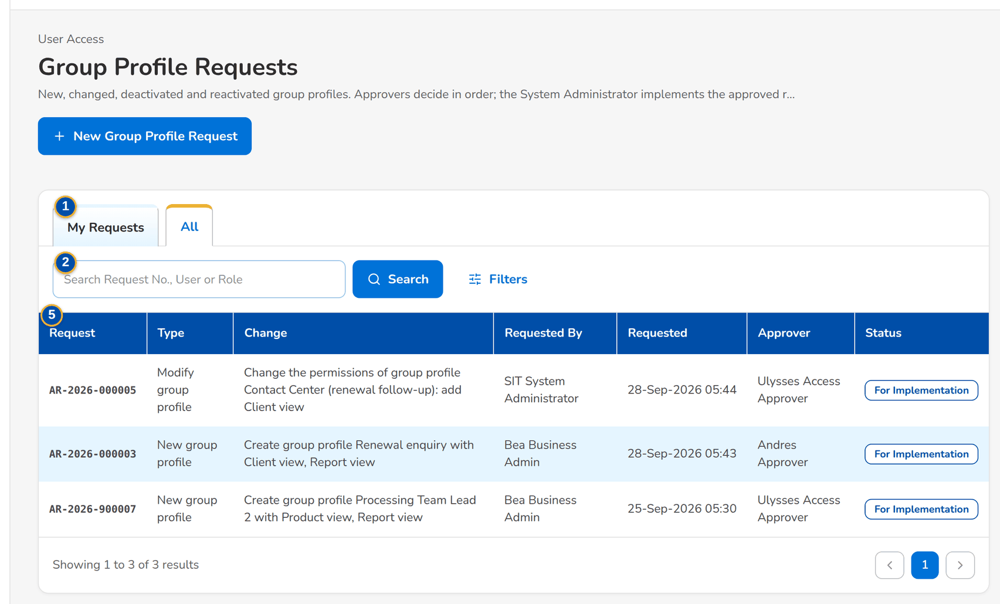 User Access
Group Profile Requests
New, changed, deactivated and reactivated group profiles. Approvers decide in order; the System Administrator implements the approved r...
+ New Group Profile Request
1
My Requests
All
2
Search Request No., User or Role
Search
Filters
5
Request
Type
Change
Requested By
Requested
Approver
Status
AR-2026-000005
Modify
group
profile
Change the permissions of group profile
Contact Center (renewal follow-up): add
Client view
SIT System
Administrator
28-Sep-2026 05:44
Ulysses Access
Approver
For Implementation
AR-2026-000003
New group
profile
Create group profile Renewal enquiry with
Client view, Report view
Bea Business
Admin
28-Sep-2026 05:43
Andres
Approver
For Implementation
AR-2026-900007
New group
profile
Create group profile Processing Team Lead
2 with Product view, Report view
Bea Business
Admin
25-Sep-2026 05:30
Ulysses Access
Approver
For Implementation
Showing 1 to 3 of 3 results
1